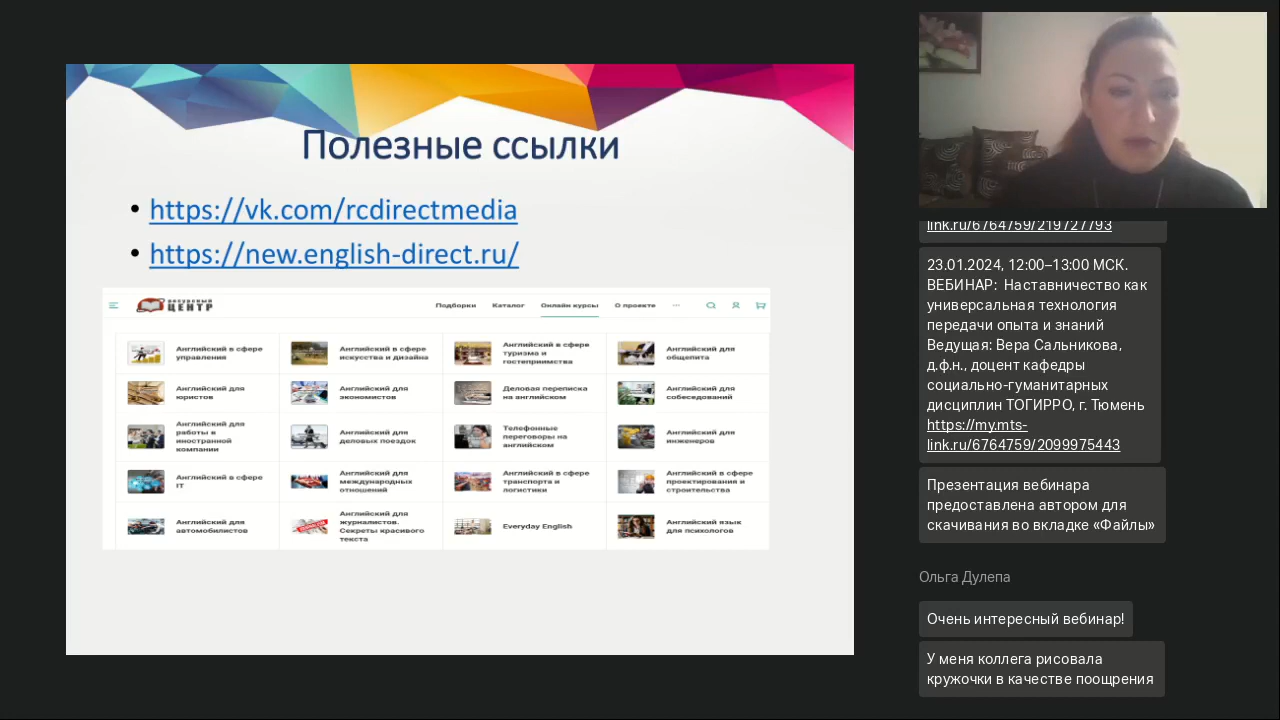 Полезные ссылки
https://vk.com/rcdirectmedia
https://new.english-direct.ru/
РЕСУРСНЫЙ
ЦЕНТР
Подборки Каталог Онлайн курсы О проекте ...
Английский в сфере
управления
Английский в сфере
искусства и дизайна
Английский в сфере
туризма и
гостеприимства
Английский для
общепита
Английский для
юристов
Английский для
экономистов
Деловая переписка
на английском
Английский для
собеседований
Английский для
работы в
иностранной
компании
Английский для
деловых поездок
Телефонные
переговоры на
английском
Английский для
инженеров
Английский в сфере
IT
Английский для
международных
отношений
Английский в сфере
транспорта и
логистики
Английский в сфере
проектирования и
строительства
Английский для
автомобилистов
Английский для
журналистов.
Секреты красивого
текста
Everyday English
Английский язык
для психологов
link.ru/6764759/219727793
23.01.2024, 12:00–13:00 МСК.
ВЕБИНАР: Наставничество как
универсальная технология
передачи опыта и знаний
Ведущая: Вера Сальникова,
д.ф.н., доцент кафедры
социально-гуманитарных
дисциплин ТОГИРРО, г. Тюмень
https://my.mts-
link.ru/6764759/2099975443
Презентация вебинара
предоставлена автором для
скачивания во вкладке «Файлы»
Ольга Дулепа
Очень интересный вебинар!
У меня коллега рисовала
кружочки в качестве поощрения